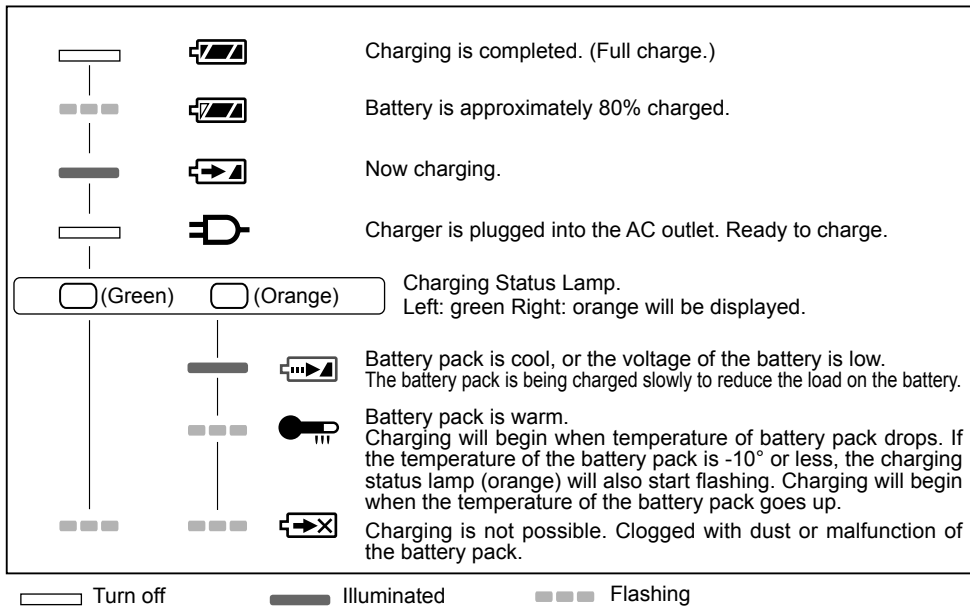 Charging is completed. (Full charge.)
Battery is approximately 80% charged.
Now charging.
Charger is plugged into the AC outlet. Ready to charge.
(Green) (Orange)
Charging Status Lamp.
Left: green Right: orange will be displayed.
Battery pack is cool, or the voltage of the battery is low.
The battery pack is being charged slowly to reduce the load on the battery.
Battery pack is warm.
Charging will begin when temperature of battery pack drops. If
the temperature of the battery pack is -10° or less, the charging
status lamp (orange) will also start flashing. Charging will begin
when the temperature of the battery pack goes up.
Charging is not possible. Clogged with dust or malfunction of
the battery pack.
Turn off Illuminated Flashing